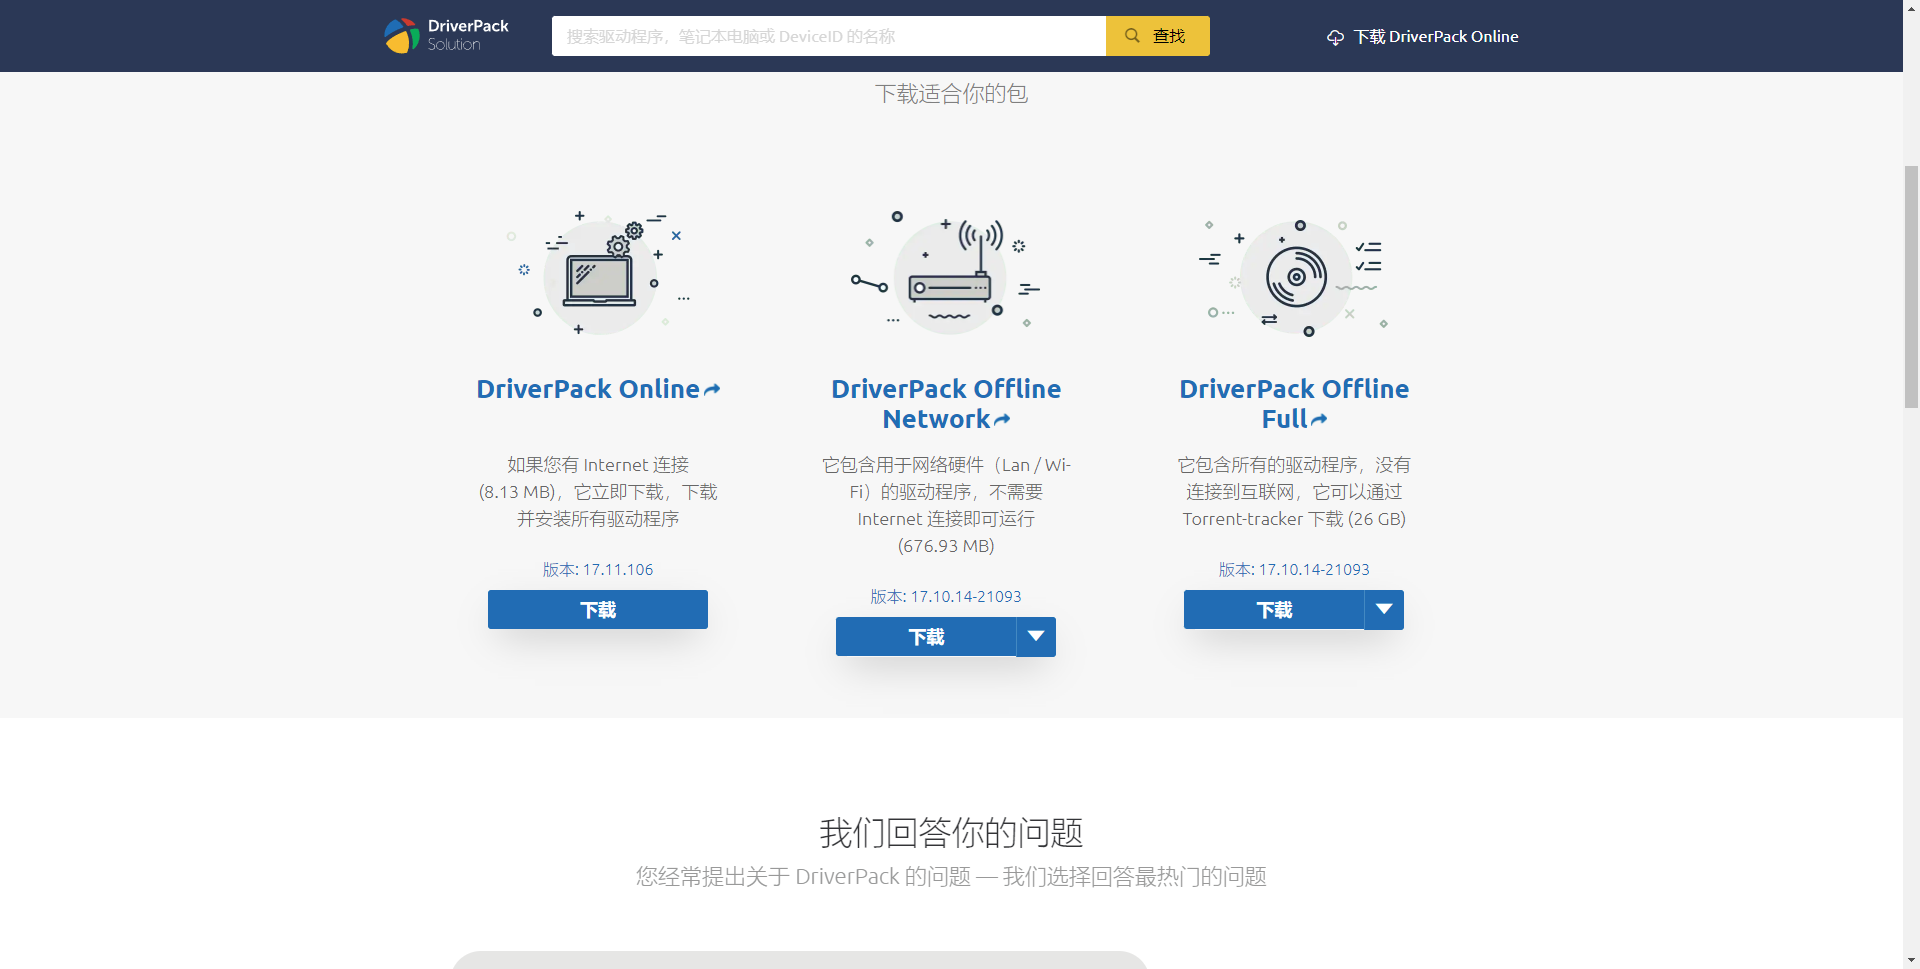 DriverPack
Solution
搜索驱动程序，笔记本电脑或 DeviceID 的名称
查找
下载 DriverPack Online
下载适合你的包
DriverPack Online
如果您有 Internet 连接
(8.13 MB)，它立即下载，下载
并安装所有驱动程序
版本: 17.11.106
下载
DriverPack Offline
Network
它包含用于网络硬件（Lan / Wi-
Fi）的驱动程序，不需要
Internet 连接即可运行
(676.93 MB)
版本: 17.10.14-21093
下载
DriverPack Offline
Full
它包含所有的驱动程序，没有
连接到互联网，它可以通过
Torrent-tracker 下载 (26 GB)
版本: 17.10.14-21093
下载
我们回答你的问题
您经常提出关于 DriverPack 的问题 — 我们选择回答最热门的问题